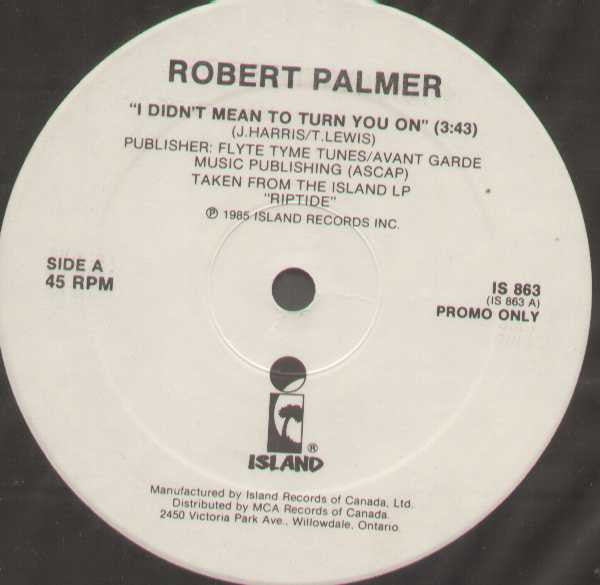 ROBERT PALMER
"I DIDN'T MEAN TO TURN YOU ON" (3:43)
(J.HARRIS/T.LEWIS)
PUBLISHER: FLYTE TYME TUNES/AVANT GARDE
MUSIC PUBLISHING (ASCAP)
TAKEN FROM THE ISLAND LP
"RIPTIDE"
℗ 1985 ISLAND RECORDS INC.
SIDE A
45 RPM
IS 863
(IS 863 A)
PROMO ONLY
®
ISLAND
Manufactured by Island Records of Canada, Ltd.
Distributed by MCA Records of Canada.
2450 Victoria Park Ave., Willowdale, Ontario.